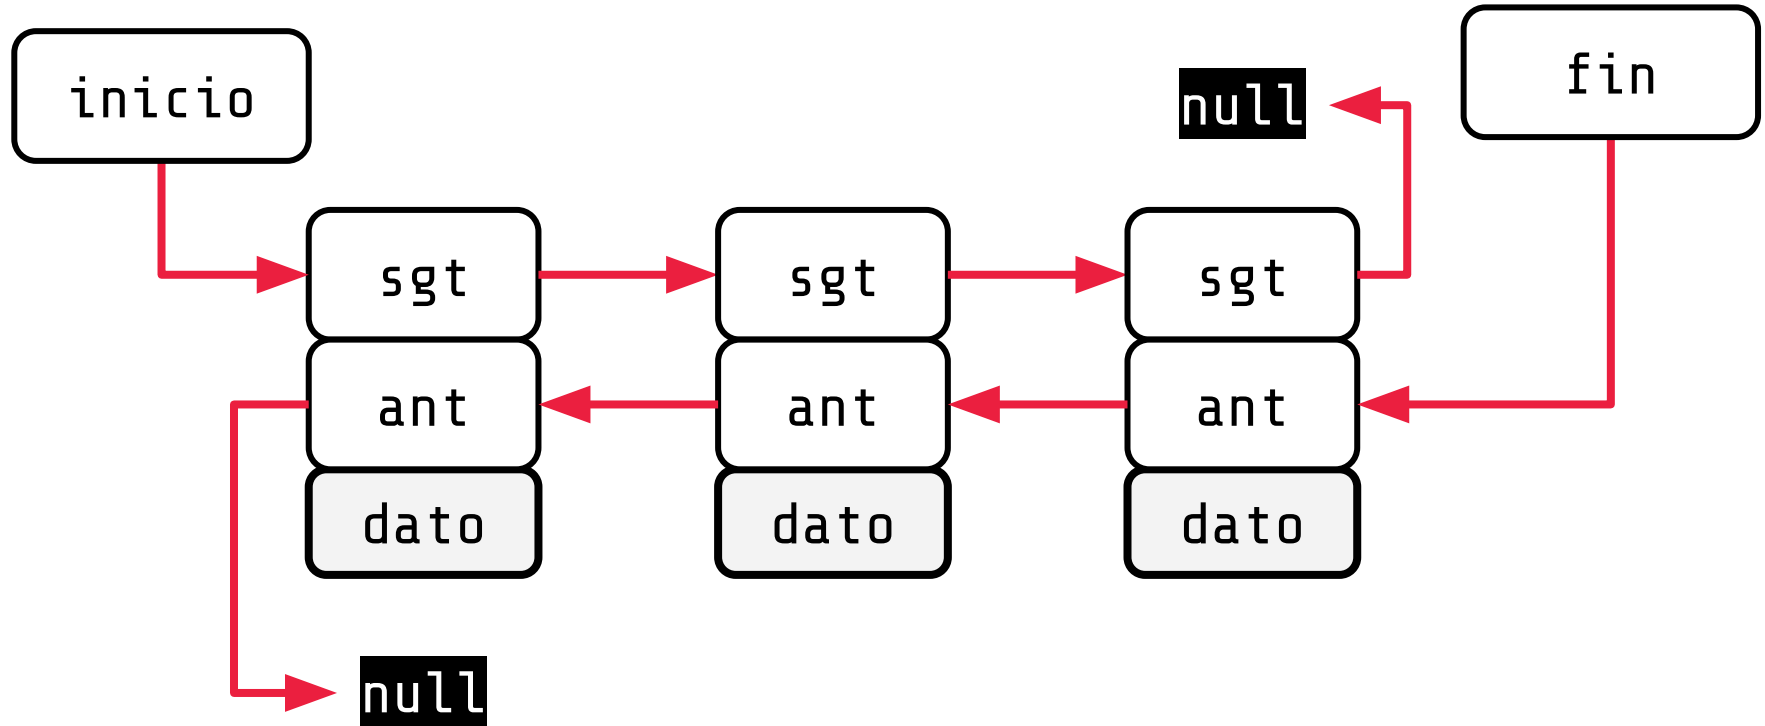 inicio
fin
null
sgt
sgt
sgt
ant
ant
ant
dato
dato
dato
null